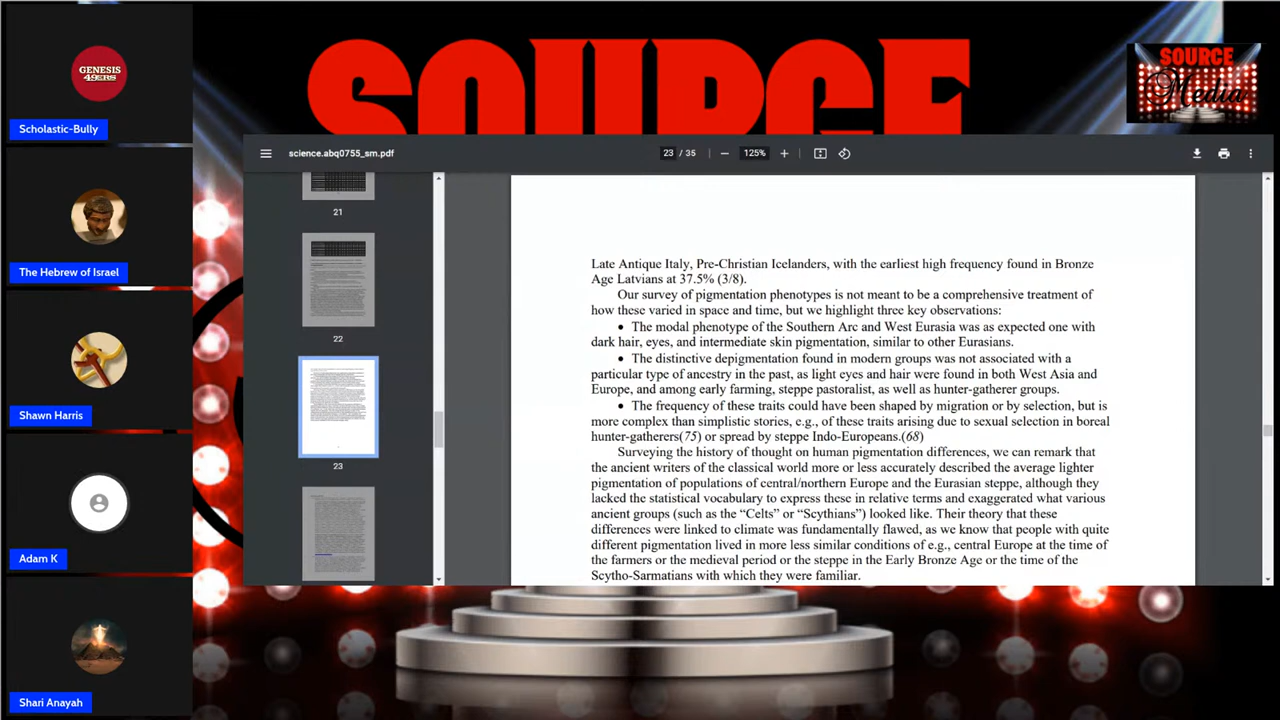 SOURCE
SOURCE
Media
GENESIS
49ERS
Scholastic-Bully
The Hebrew of Israel
Shawn Harris
Adam K
Shari Anayah
science.abq0755_sm.pdf
23 / 35
125%
21
22
23
Late Antique Italy, Pre-Christian Icelanders, with the earliest high frequency found in Bronze
Age Latvians at 37.5% (3/8).
Our survey of pigmentation phenotypes is not meant to be a comprehensive treatment of
how these varied in space and time, but we highlight three key observations:
• The modal phenotype of the Southern Arc and West Eurasia was as expected one with
dark hair, eyes, and intermediate skin pigmentation, similar to other Eurasians.
• The distinctive depigmentation found in modern groups was not associated with a
particular type of ancestry in the past, as light eyes and hair were found in both West Asia and
Europe, and among early farming, steppe pastoralist, as well as hunter-gatherer groups.
• The frequency of these traits could have been shaped by migration or by selection, but is
more complex than simplistic stories, e.g., of these traits arising due to sexual selection in boreal
hunter-gatherers(75) or spread by steppe Indo-Europeans.(68)
Surveying the history of thought on human pigmentation differences, we can remark that
the ancient writers of the classical world more or less accurately described the average lighter
pigmentation of populations of central/northern Europe and the Eurasian steppe, although they
lacked the statistical vocabulary to express these in relative terms and exaggerated what various
ancient groups (such as the “Celts” or “Scythians”) looked like. Their theory that these
differences were linked to climate was fundamentally flawed, as we know that people with quite
different pigmentation lived in more less similar conditions of e.g., central Europe at the time of
the farmers or the medieval period or the steppe in the Early Bronze Age or the time of the
Scytho-Sarmatians with which they were familiar.